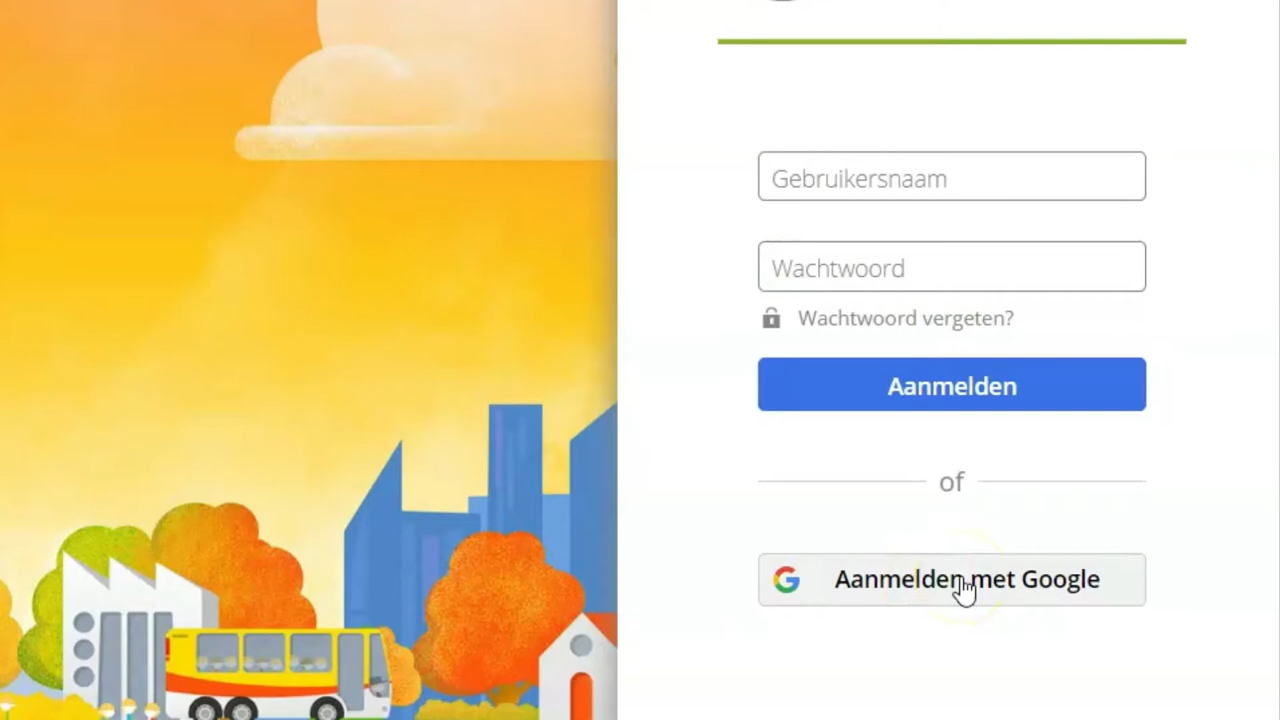 Gebruikersnaam
Wachtwoord
Wachtwoord vergeten?
Aanmelden
of
Aanmelden met Google